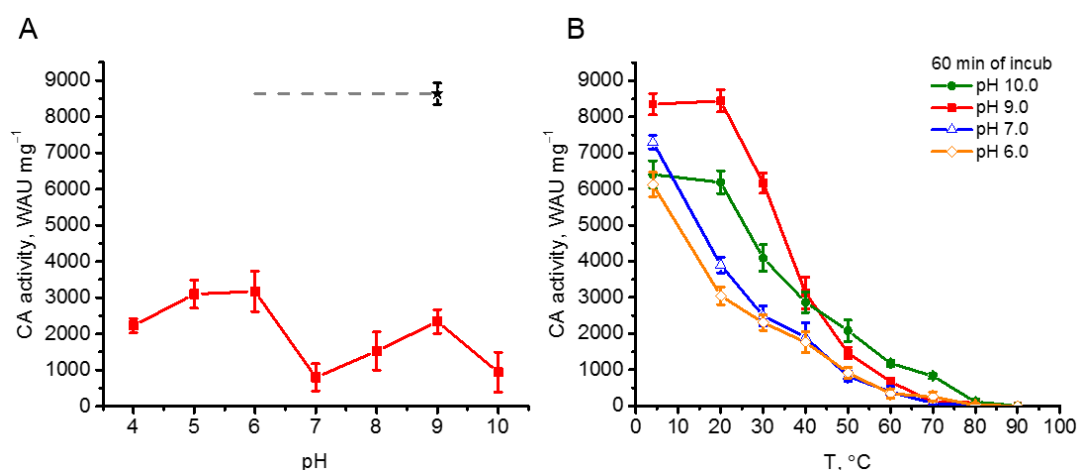 A
CA activity, WAU mg⁻¹
9000
8000
7000
6000
5000
4000
3000
2000
1000
0
4 5 6 7 8 9 10
pH
B
60 min of incub
pH 10.0
pH 9.0
pH 7.0
pH 6.0
CA activity, WAU mg⁻¹
9000
8000
7000
6000
5000
4000
3000
2000
1000
0
0 10 20 30 40 50 60 70 80 90 100
T, °C